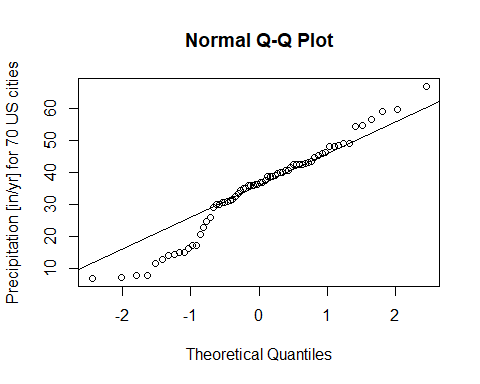 Normal Q-Q Plot
Precipitation [in/yr] for 70 US cities
60
50
40
30
20
10
-2 -1 0 1 2
Theoretical Quantiles